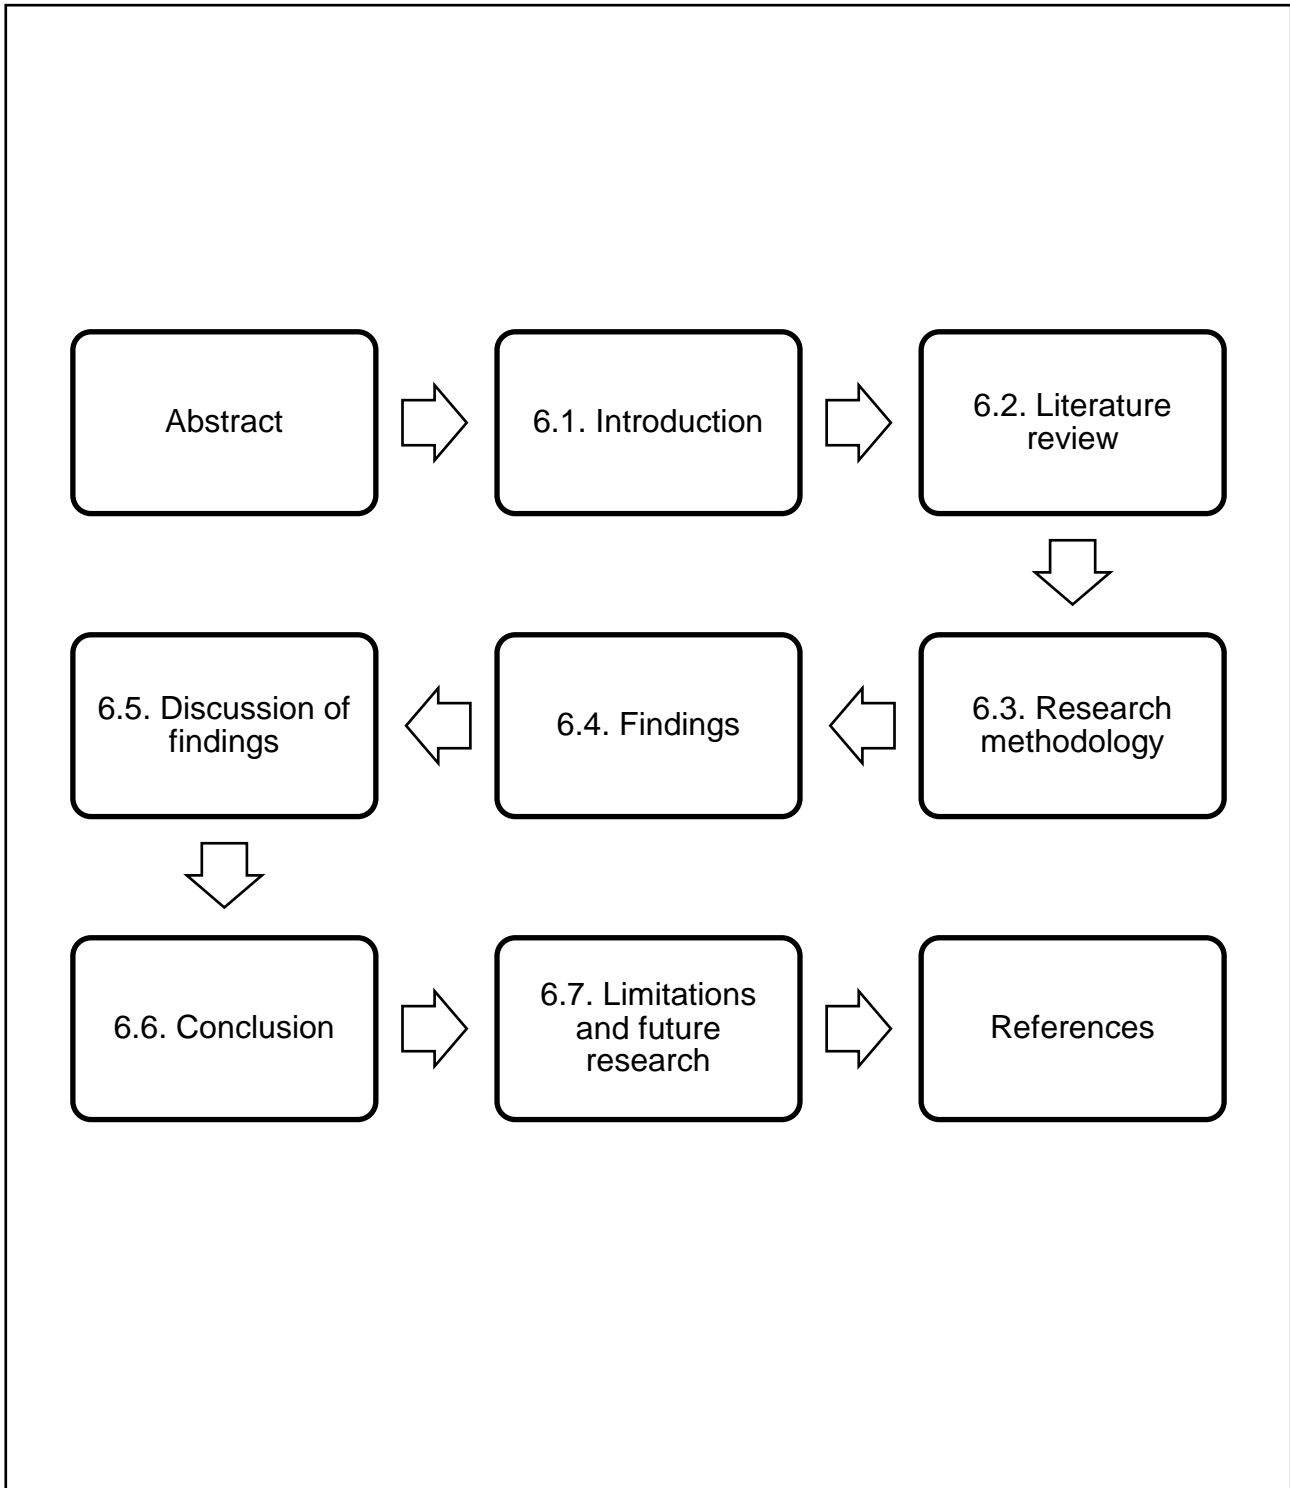 Abstract
6.1. Introduction
6.2. Literature
review
6.3. Research
methodology
6.4. Findings
6.5. Discussion of
findings
6.6. Conclusion
6.7. Limitations
and future
research
References